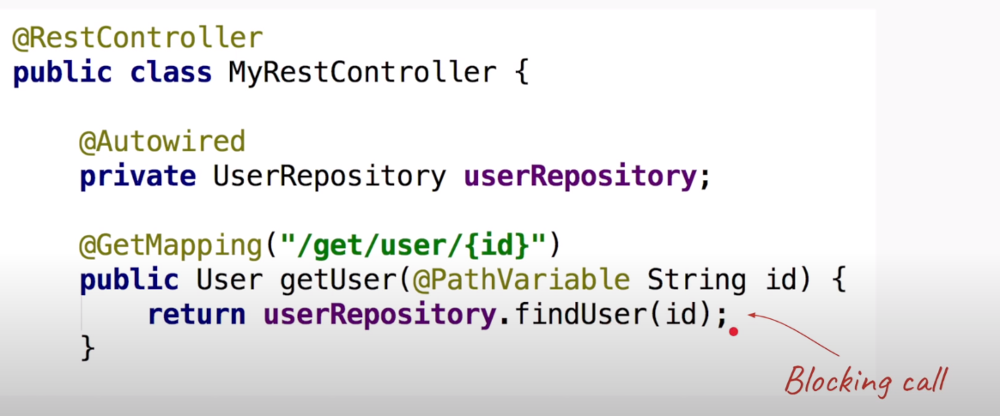 @RestController
public class MyRestController {
@Autowired
private UserRepository userRepository;
@GetMapping("/get/user/{id}")
public User getUser(@PathVariable String id) {
return userRepository.findUser(id);
}
Blocking call